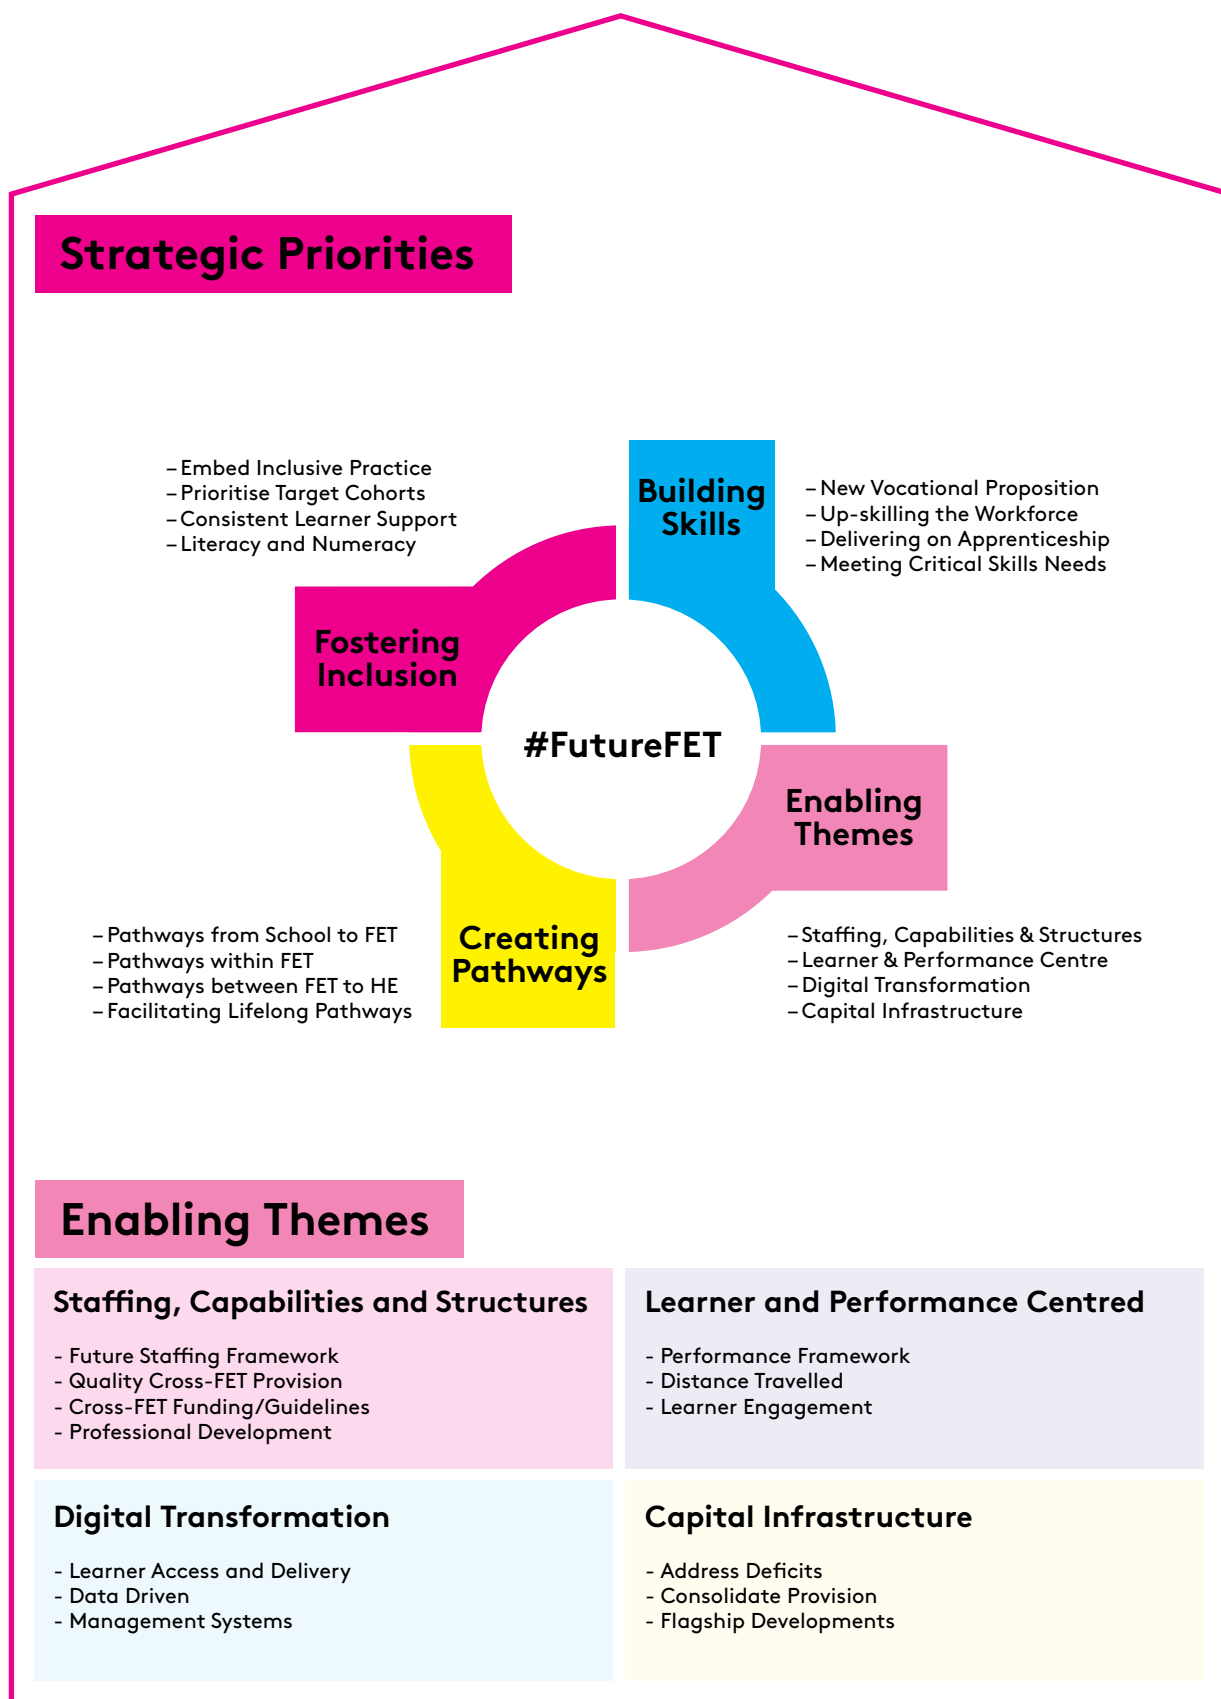 Strategic Priorities
– Embed Inclusive Practice
– Prioritise Target Cohorts
– Consistent Learner Support
– Literacy and Numeracy
Fostering
Inclusion
Building
Skills
– New Vocational Proposition
– Up-skilling the Workforce
– Delivering on Apprenticeship
– Meeting Critical Skills Needs
#FutureFET
Enabling
Themes
– Staffing, Capabilities & Structures
– Learner & Performance Centre
– Digital Transformation
– Capital Infrastructure
Creating
Pathways
– Pathways from School to FET
– Pathways within FET
– Pathways between FET to HE
– Facilitating Lifelong Pathways
Enabling Themes
Staffing, Capabilities and Structures
- Future Staffing Framework
- Quality Cross-FET Provision
- Cross-FET Funding/Guidelines
- Professional Development
Learner and Performance Centred
- Performance Framework
- Distance Travelled
- Learner Engagement
Digital Transformation
- Learner Access and Delivery
- Data Driven
- Management Systems
Capital Infrastructure
- Address Deficits
- Consolidate Provision
- Flagship Developments